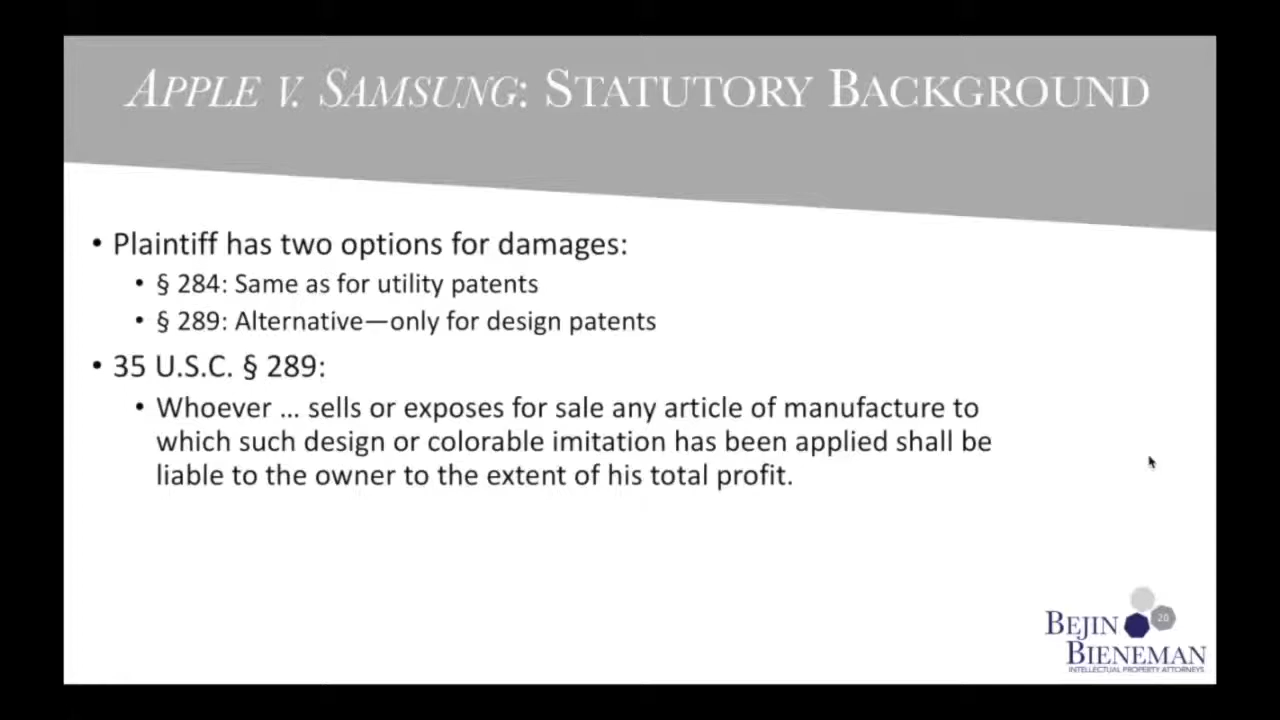 APPLE V. SAMSUNG: STATUTORY BACKGROUND
• Plaintiff has two options for damages:
• § 284: Same as for utility patents
• § 289: Alternative—only for design patents
• 35 U.S.C. § 289:
• Whoever … sells or exposes for sale any article of manufacture to
which such design or colorable imitation has been applied shall be
liable to the owner to the extent of his total profit.
26
BEJIN
BIENEMAN
INTELLECTUAL PROPERTY ATTORNEYS